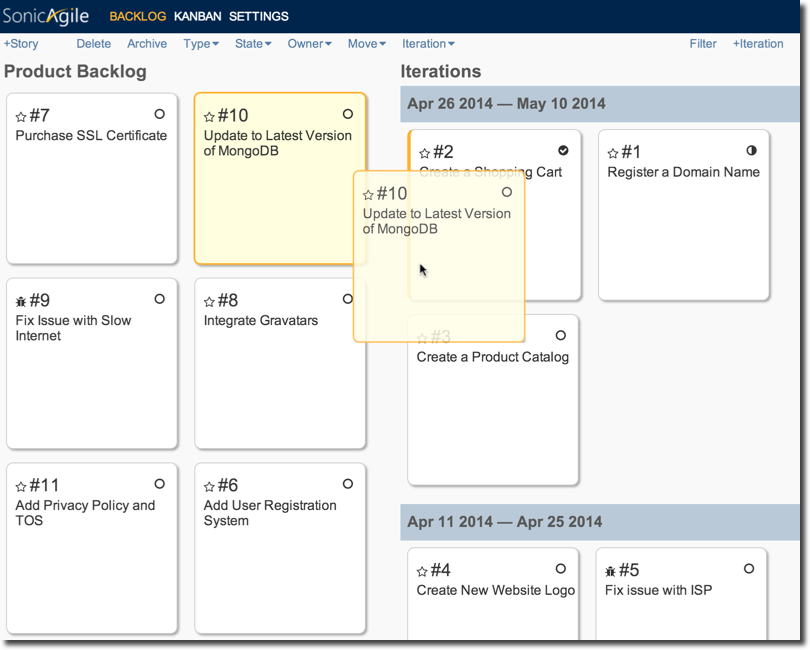 SonicAgile BACKLOG KANBAN SETTINGS
+Story Delete Archive Type State Owner Move Iteration Filter +Iteration
Product Backlog
#7
Purchase SSL Certificate
#10
Update to Latest Version
of MongoDB
#9
Fix Issue with Slow
Internet
#8
Integrate Gravatars
#11
Add Privacy Policy and
TOS
#6
Add User Registration
System
Iterations
Apr 26 2014 — May 10 2014
#2
Create a Shopping Cart
#1
Register a Domain Name
#10
Update to Latest Version
of MongoDB
#3
Create a Product Catalog
Apr 11 2014 — Apr 25 2014
#4
Create New Website Logo
#5
Fix issue with ISP